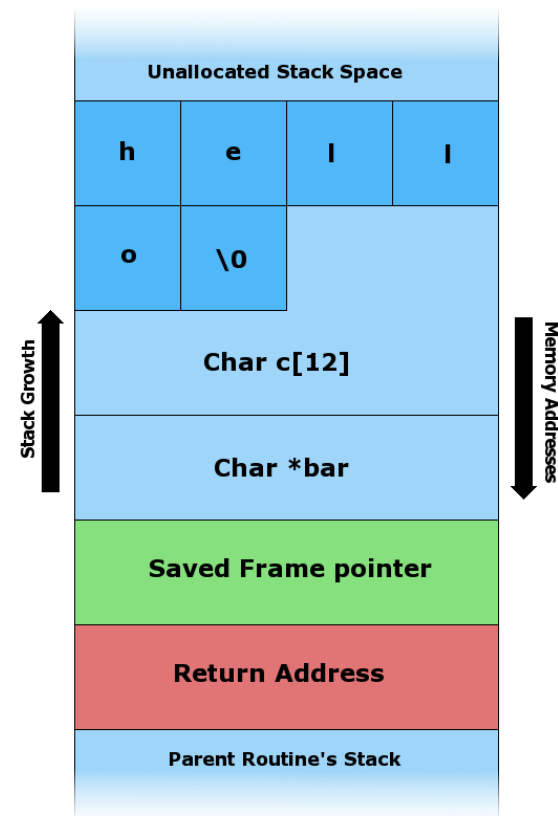 Unallocated Stack Space
h e l l
o \0
Char c[12]
Stack Growth
Memory Addresses
Char *bar
Saved Frame pointer
Return Address
Parent Routine's Stack